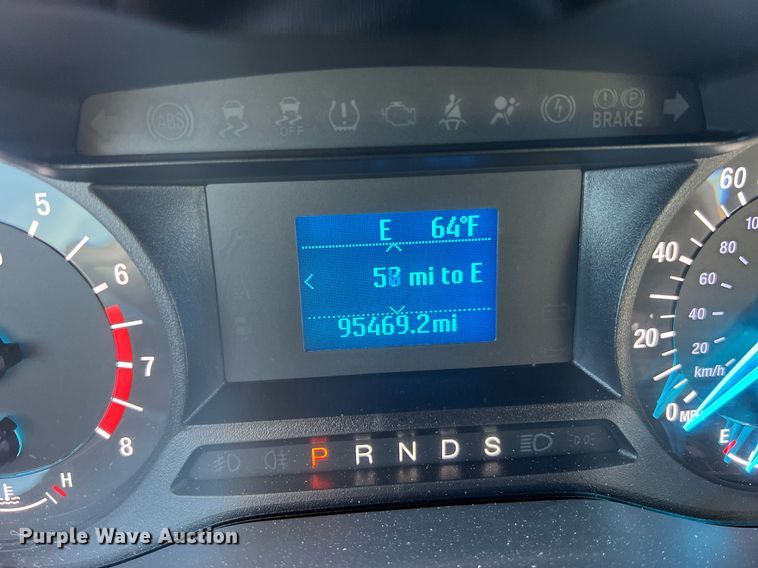 ABS OFF BRAKE
P
E 64°F
mi to E
95469.2mi
5
6
7
8
H
60
40
20
0
100
80
60
40
20
km/h
E
P R N D S
Purple Wave Auction